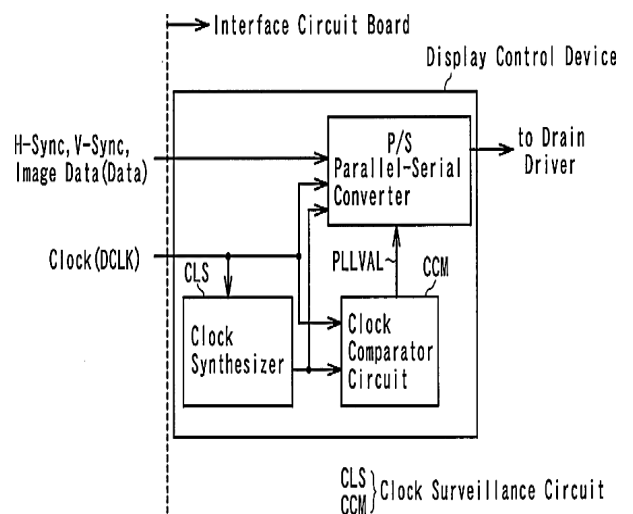 Interface Circuit Board
Display Control Device
H-Sync, V-Sync,
Image Data(Data)
P/S
Parallel-Serial
Converter
to Drain
Driver
Clock(DCLK)
CLS
PLLVAL
CCM
Clock
Synthesizer
Clock
Comparator
Circuit
CLS
CCM
Clock Surveillance Circuit